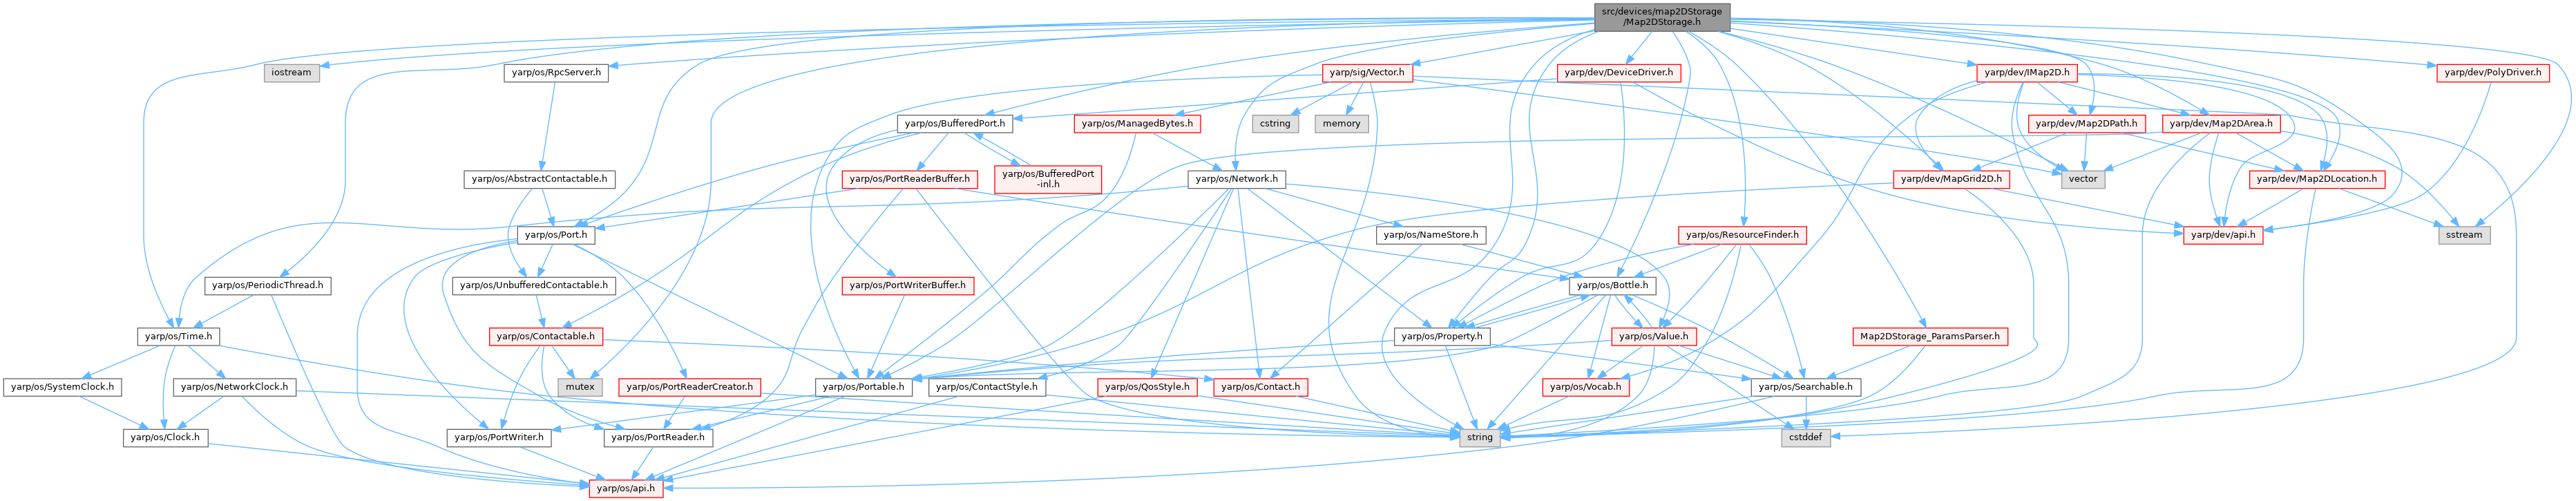 src/devices/map2DStorage
/Map2DStorage.h
iostream
yarp/os/RpcServer.h
yarp/sig/Vector.h
yarp/dev/DeviceDriver.h
yarp/dev/IMap2D.h
yarp/dev/PolyDriver.h
yarp/os/BufferedPort.h
yarp/os/ManagedBytes.h
cstring
memory
yarp/dev/Map2DPath.h
yarp/dev/Map2DArea.h
yarp/os/AbstractContactable.h
yarp/os/PortReaderBuffer.h
yarp/os/BufferedPort
-inl.h
yarp/os/Network.h
yarp/dev/MapGrid2D.h
vector
yarp/dev/Map2DLocation.h
yarp/os/Port.h
yarp/os/NameStore.h
yarp/os/ResourceFinder.h
yarp/dev/api.h
sstream
yarp/os/PeriodicThread.h
yarp/os/UnbufferedContactable.h
yarp/os/PortWriterBuffer.h
yarp/os/Bottle.h
yarp/os/Time.h
yarp/os/Contactable.h
yarp/os/Property.h
yarp/os/Value.h
Map2DStorage_ParamsParser.h
yarp/os/SystemClock.h
yarp/os/NetworkClock.h
mutex
yarp/os/PortReaderCreator.h
yarp/os/Portable.h
yarp/os/ContactStyle.h
yarp/os/QosStyle.h
yarp/os/Contact.h
yarp/os/Vocab.h
yarp/os/Searchable.h
yarp/os/Clock.h
yarp/os/PortWriter.h
yarp/os/PortReader.h
string
cstddef
yarp/os/api.h